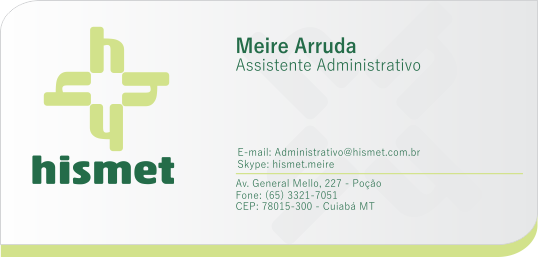 hismet
Meire Arruda
Assistente Administrativo
E-mail: Administrativo@hismet.com.br
Skype: hismet.meire
Av. General Mello, 227 - Poção
Fone: (65) 3321-7051
CEP: 78015-300 - Cuiabá MT